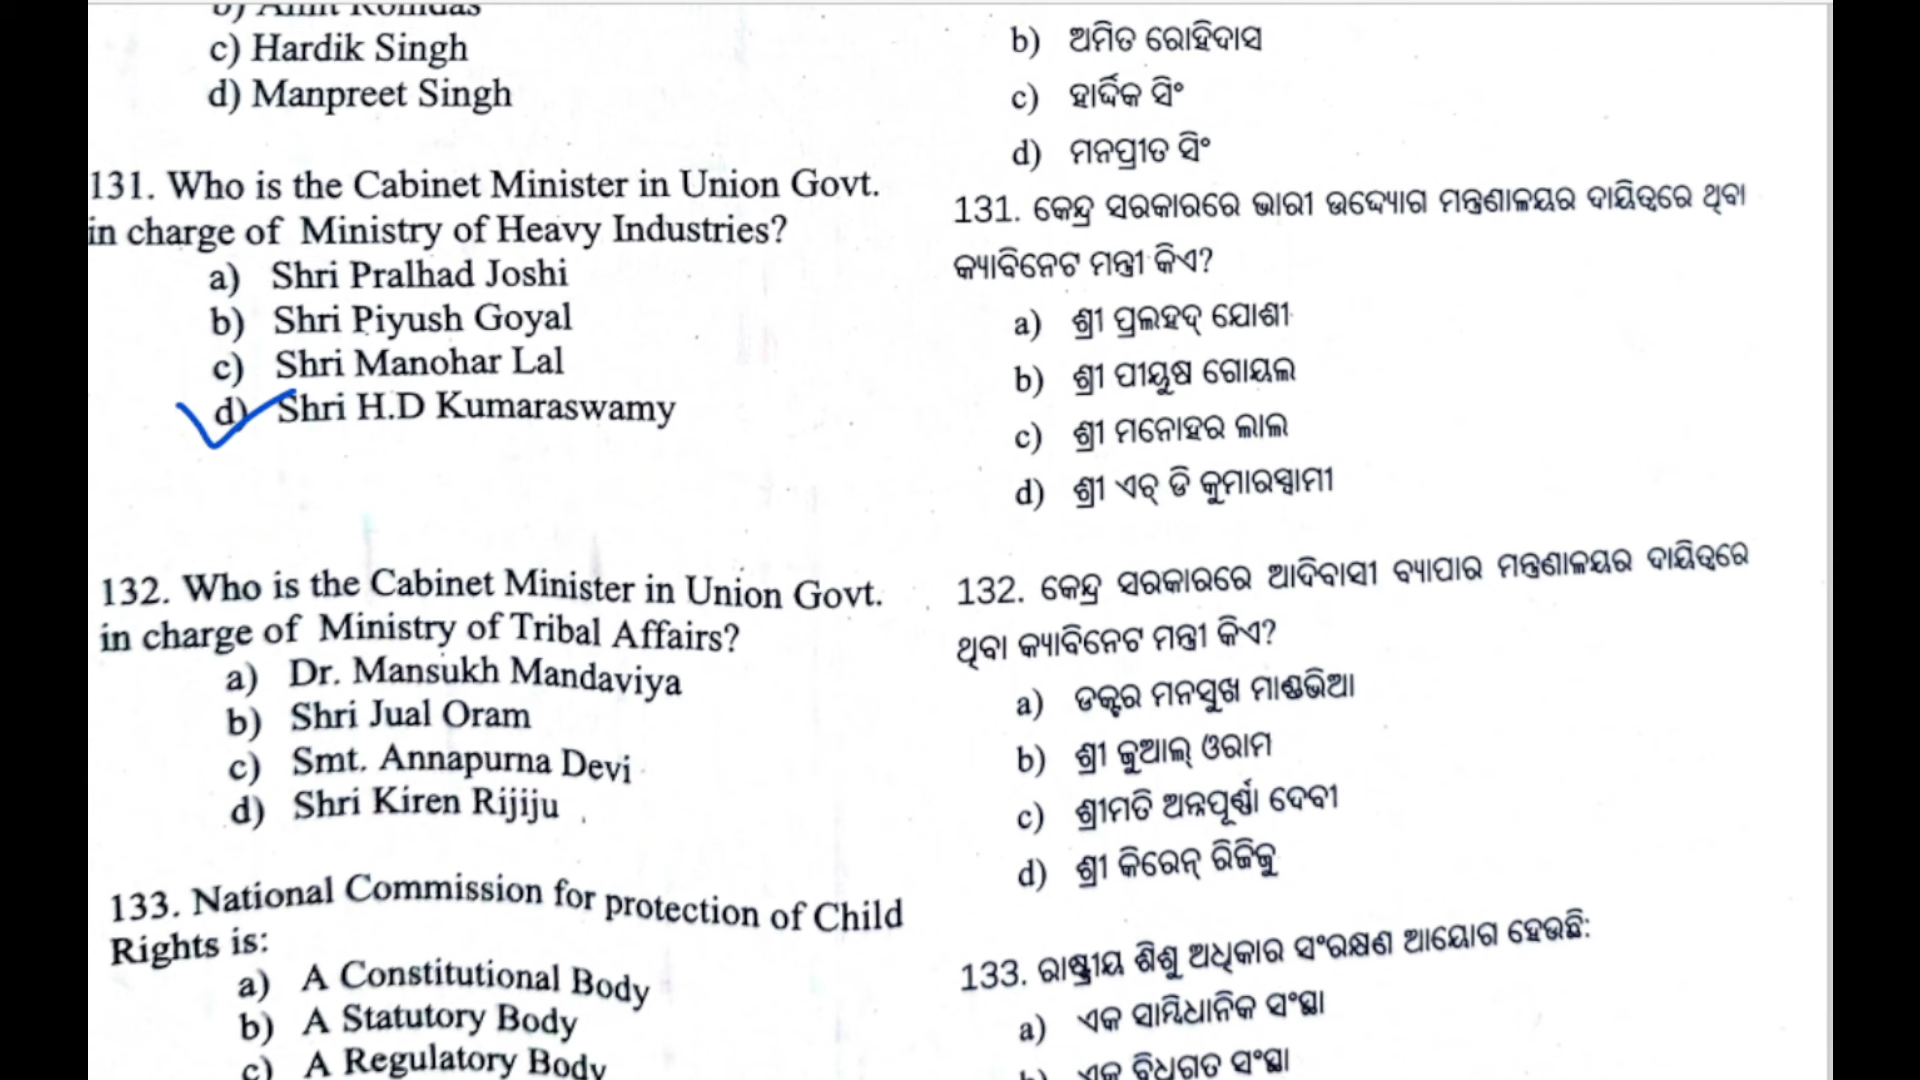 c) Hardik Singh
d) Manpreet Singh
131. Who is the Cabinet Minister in Union Govt.
in charge of Ministry of Heavy Industries?
a) Shri Pralhad Joshi
b) Shri Piyush Goyal
c) Shri Manohar Lal
d) Shri H.D Kumaraswamy
132. Who is the Cabinet Minister in Union Govt.
in charge of Ministry of Tribal Affairs?
a) Dr. Mansukh Mandaviya
b) Shri Jual Oram
c) Smt. Annapurna Devi
d) Shri Kiren Rijiju
133. National Commission for protection of Child
Rights is:
a) A Constitutional Body
b) A Statutory Body
c) A Regulatory Body
b) ଅମିତ ରୋହିଦାସ
c) ହାର୍ଦ୍ଦିକ ସିଂ
d) ମନପ୍ରୀତ ସିଂ
131. କେନ୍ଦ୍ର ସରକାରରେ ଭାରୀ ଉଦ୍ଯୋଗ ମନ୍ତ୍ରଣାଳୟର ଦାୟିତ୍ୱରେ ଥିବା
କ୍ୟାବିନେଟ ମନ୍ତ୍ରୀ କିଏ?
a) ଶ୍ରୀ ପ୍ରଲହଦ୍ ଯୋଶୀ
b) ଶ୍ରୀ ପୀୟୁଷ ଗୋୟଲ
c) ଶ୍ରୀ ମନୋହର ଲାଲ
d) ଶ୍ରୀ ଏଚ୍ ଡି କୁମାରସ୍ୱାମୀ
132. କେନ୍ଦ୍ର ସରକାରରେ ଆଦିବାସୀ ବ୍ୟାପାର ମନ୍ତ୍ରଣାଳୟର ଦାୟିତ୍ୱରେ
ଥିବା କ୍ୟାବିନେଟ ମନ୍ତ୍ରୀ କିଏ?
a) ଡକ୍ଟର ମନସୁଖ ମାଣ୍ଡଭିଆ
b) ଶ୍ରୀ ଜୁଆଲ୍ ଓରାମ
c) ଶ୍ରୀମତି ଅନ୍ନପୂର୍ଣ୍ଣା ଦେବୀ
d) ଶ୍ରୀ କିରେନ୍ ରିଜିଜୁ
133. ରାଷ୍ଟ୍ରୀୟ ଶିଶୁ ଅଧିକାର ସଂରକ୍ଷଣ ଆୟୋଗ ହେଉଛି:
a) ଏକ ସାମ୍ବିଧାନିକ ସଂସ୍ଥା
ଏକ ବିଧିଗତ ସଂସ୍ଥା